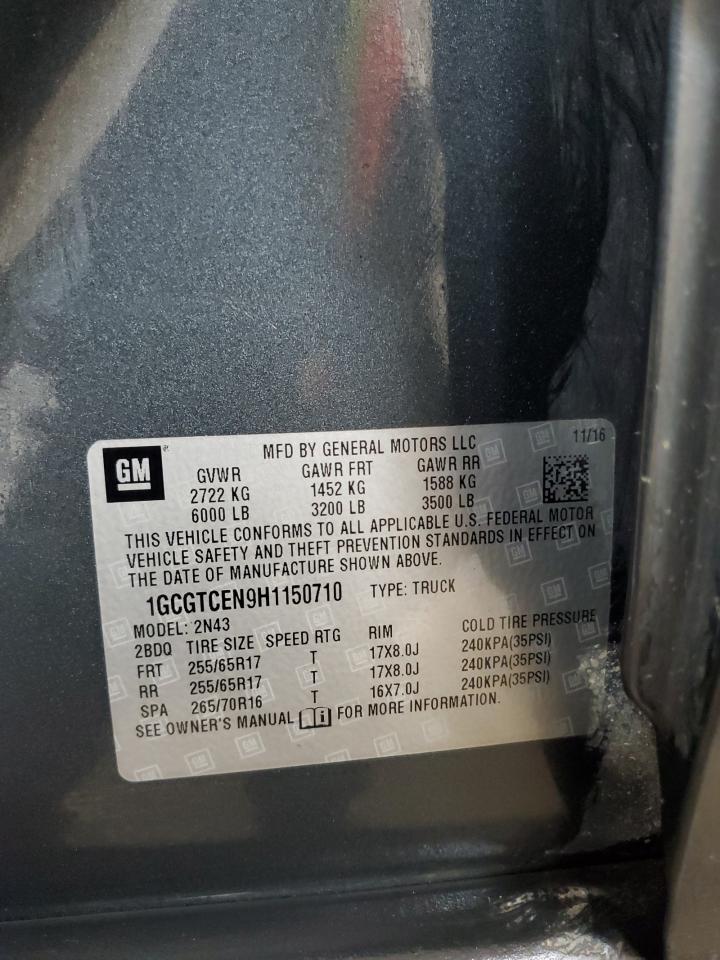 GM
MFD BY GENERAL MOTORS LLC
11/16
GVWR GAWR FRT GAWR RR
2722 KG 1452 KG 1588 KG
6000 LB 3200 LB 3500 LB
THIS VEHICLE CONFORMS TO ALL APPLICABLE U.S. FEDERAL MOTOR
VEHICLE SAFETY AND THEFT PREVENTION STANDARDS IN EFFECT ON
THE DATE OF MANUFACTURE SHOWN ABOVE.
1GCGTCEN9H1150710 TYPE: TRUCK
MODEL: 2N43
2BDQ TIRE SIZE SPEED RTG RIM COLD TIRE PRESSURE
FRT 255/65R17 T 17X8.0J 240KPA(35PSI)
RR 255/65R17 T 17X8.0J 240KPA(35PSI)
SPA 265/70R16 T 16X7.0J 240KPA(35PSI)
SEE OWNER'S MANUAL FOR MORE INFORMATION.